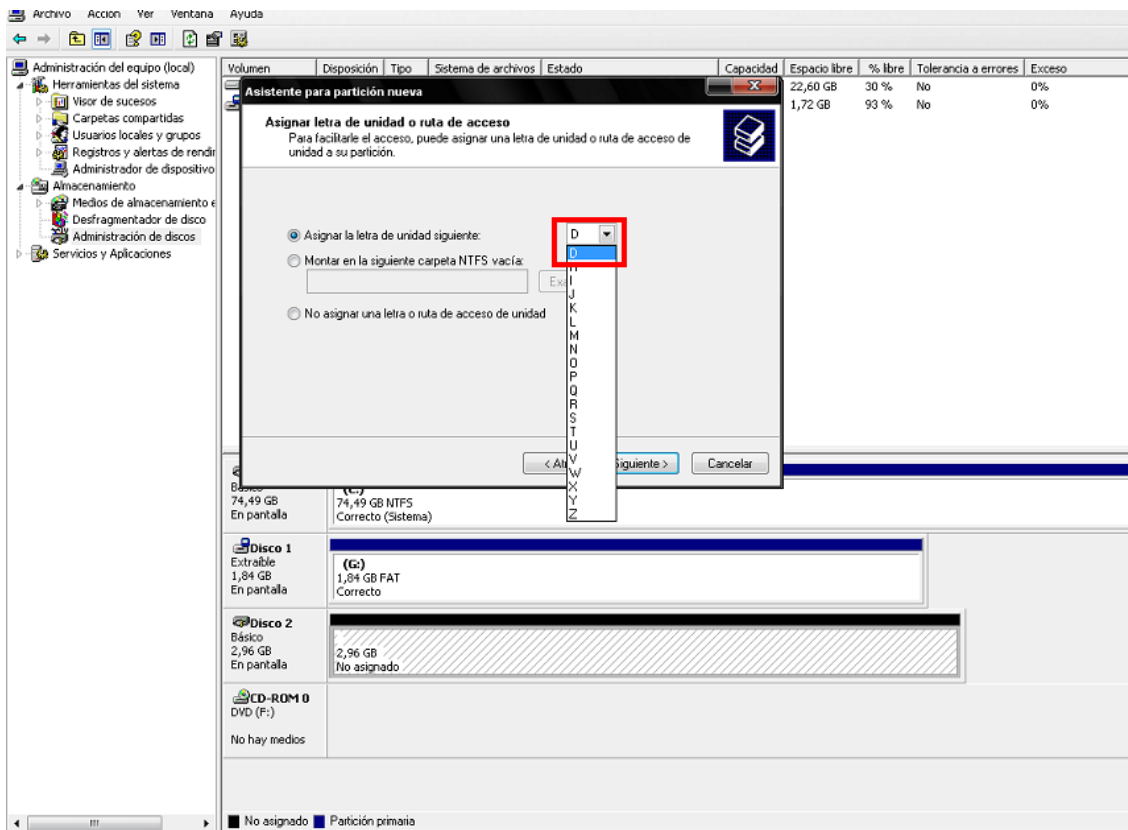 Archivo Acción Ver Ventana Ayuda
Administración del equipo (local)
Herramientas del sistema
Visor de sucesos
Carpetas compartidas
Usuarios locales y grupos
Registros y alertas de rendir
Administrador de dispositivo
Almacenamiento
Medios de almacenamiento e
Desfragmentador de disco
Administración de discos
Servicios y Aplicaciones
Volumen Disposición Tipo Sistema de archivos Estado Capacidad Espacio libre % libre Tolerancia a errores Exceso
22,60 GB 30 % No 0%
1,72 GB 93 % No 0%
Asistente para partición nueva
Asignar letra de unidad o ruta de acceso
Para facilitarle el acceso, puede asignar una letra de unidad o ruta de acceso de
unidad a su partición.
Asignar la letra de unidad siguiente: D
Montar en la siguiente carpeta NTFS vacía:
No asignar una letra o ruta de acceso de unidad
D
H
I
J
K
L
M
N
O
P
Q
R
S
T
U
V
W
X
Y
Z
Siguiente > Cancelar
Básico
74,49 GB
En pantalla
(C:)
74,49 GB NTFS
Correcto (Sistema)
Disco 1
Extraíble
1,84 GB
En pantalla
(G:)
1,84 GB FAT
Correcto
Disco 2
Básico
2,96 GB
En pantalla
2,96 GB
No asignado
CD-ROM 0
DVD (F:)
No hay medios
No asignado Partición primaria